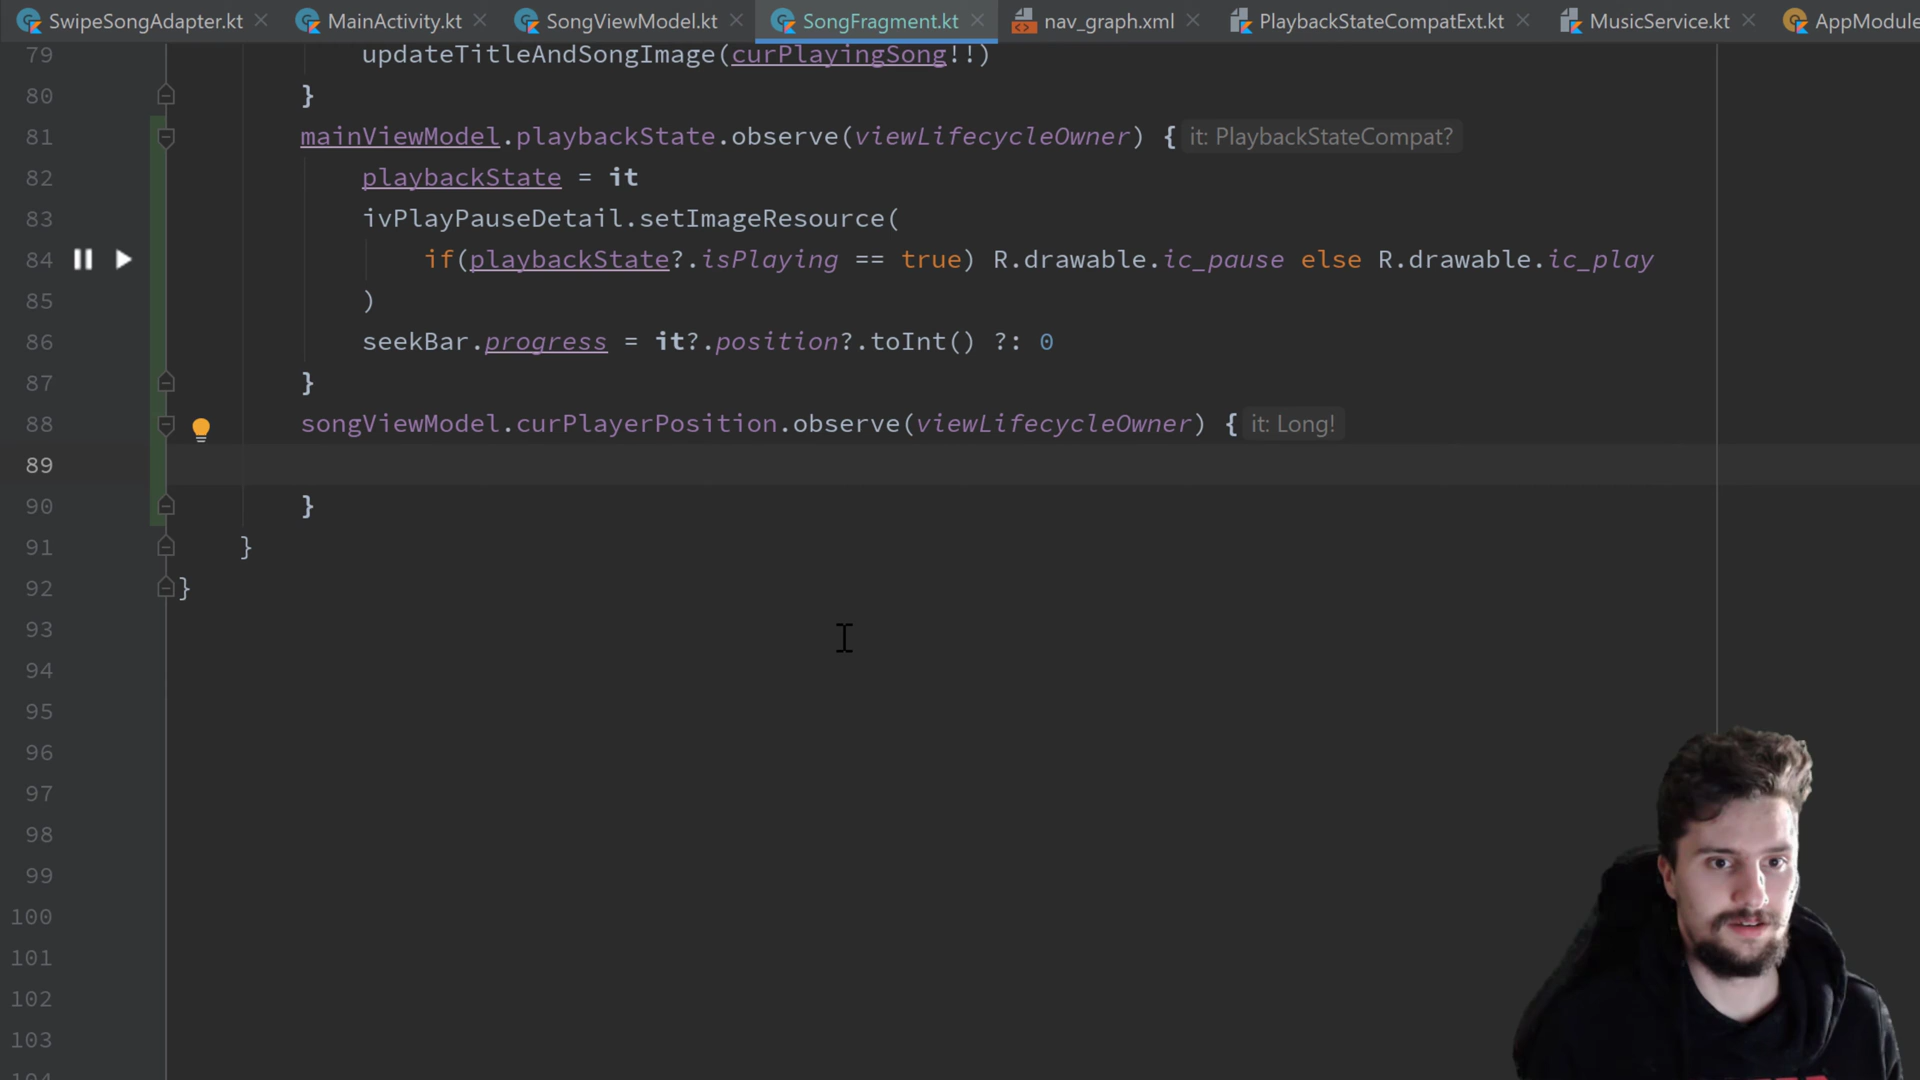 SwipeSongAdapter.kt MainActivity.kt SongViewModel.kt SongFragment.kt nav_graph.xml PlaybackStateCompatExt.kt MusicService.kt AppModule
79 updateTitleAndSongImage(curPlayingSong!!)
80 }
81 mainViewModel.playbackState.observe(viewLifecycleOwner) { it: PlaybackStateCompat?
82 playbackState = it
83 ivPlayPauseDetail.setImageResource(
84 if(playbackState?.isPlaying == true) R.drawable.ic_pause else R.drawable.ic_play
85 )
86 seekBar.progress = it?.position?.toInt() ?: 0
87 }
88 songViewModel.curPlayerPosition.observe(viewLifecycleOwner) { it: Long!
89
90 }
91 }
92 }
93
94
95
96
97
98
99
100
101
102
103